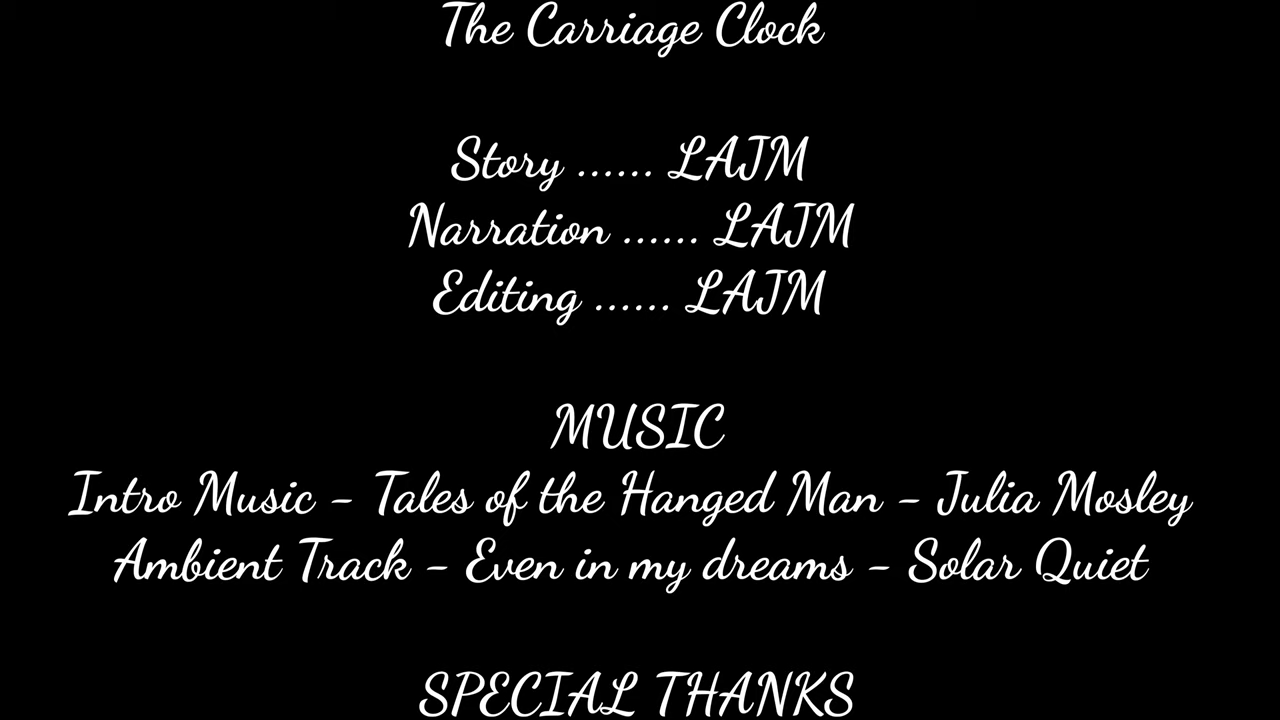 The Carriage Clock
Story ...... LAJM
Narration ...... LAJM
Editing ...... LAJM
MUSIC
Intro Music - Tales of the Hanged Man - Julia Mosley
Ambient Track - Even in my dreams - Solar Quiet
SPECIAL THANKS